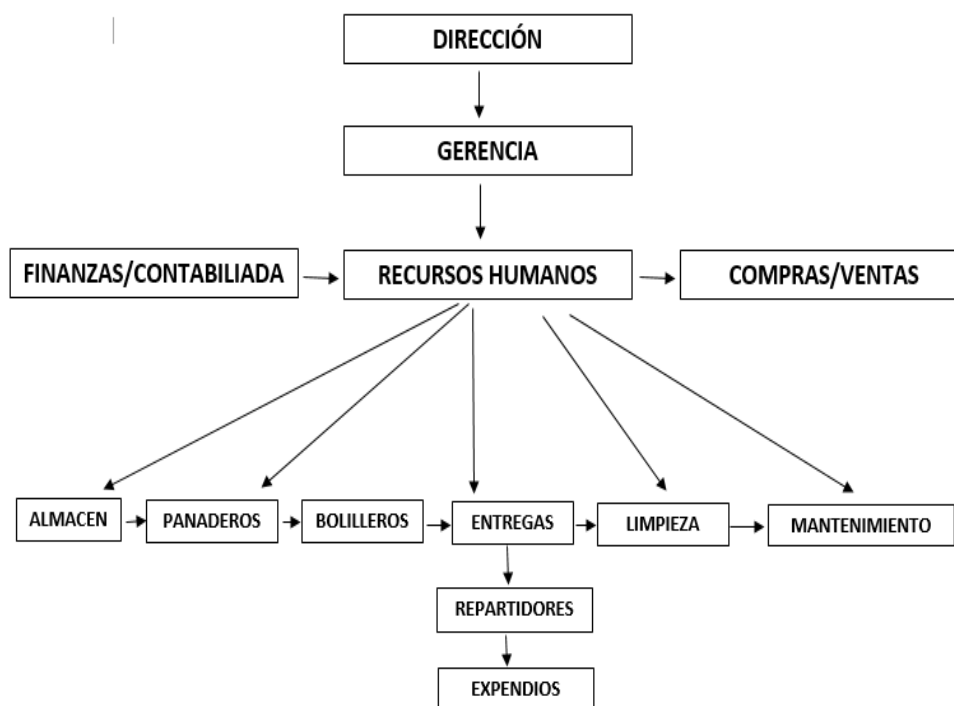 DIRECCIÓN
GERENCIA
FINANZAS/CONTABILIADA
RECURSOS HUMANOS
COMPRAS/VENTAS
ALMACEN
PANADEROS
BOLILLEROS
ENTREGAS
LIMPIEZA
MANTENIMIENTO
REPARTIDORES
EXPENDIOS